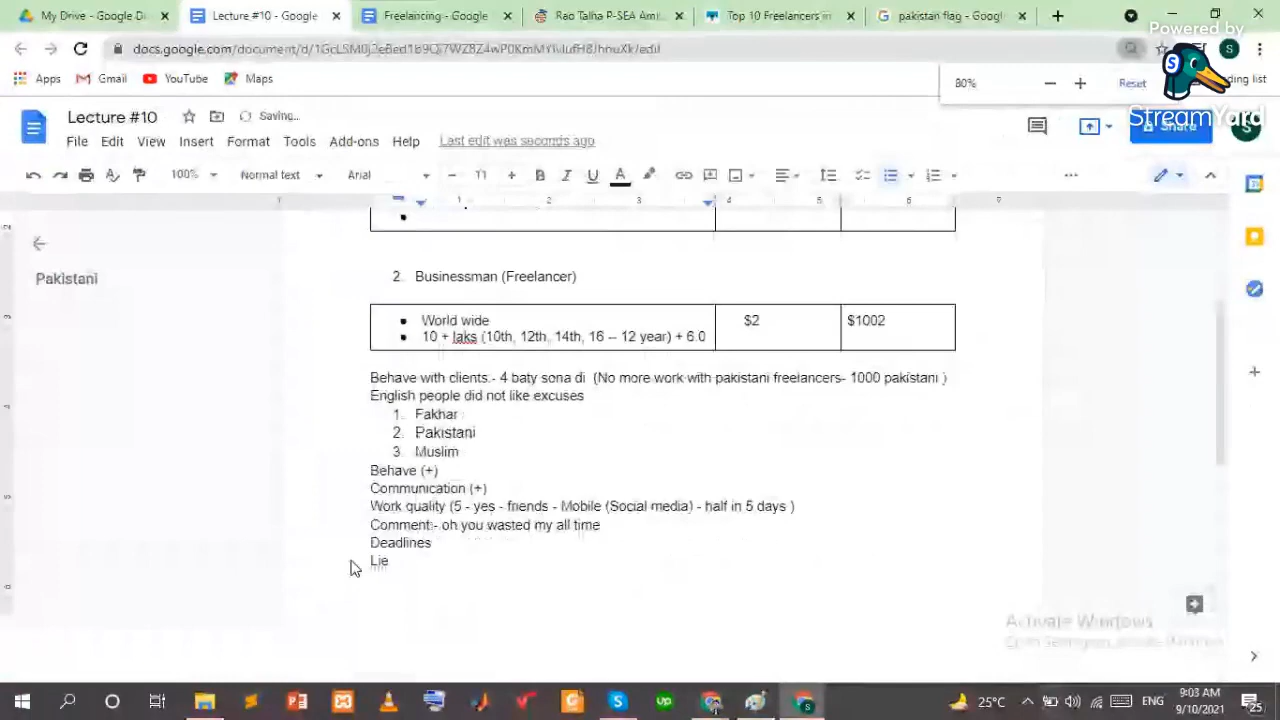 My Drive - Google Di
Lecture #10 - Google
Freelancing - Google
Rao Talha P-SEA Ami
Top 10 Freelancers in
pakistan flag - Googl
Powered by
StreamYard
Apps
Gmail
YouTube
Maps
80%
Reset
Lecture #10
Saving...
File Edit View Insert Format Tools Add-ons Help
Last edit was seconds ago
Share
100%
Normal text
Arial
11
Pakistani
2. Businessman (Freelancer)
World wide $2 $1002
10 + laks (10th, 12th, 14th, 16 – 12 year) + 6.0
Behave with clients:- 4 baty sona di (No more work with pakistani freelancers- 1000 pakistani )
English people did not like excuses
1. Fakhar
2. Pakistani
3. Muslim
Behave (+)
Communication (+)
Work quality (5 - yes - friends - Mobile (Social media) - half in 5 days )
Comment:- oh you wasted my all time
Deadlines
Lie
Activate Windows
25°C
ENG
9:03 AM
9/10/2021
25